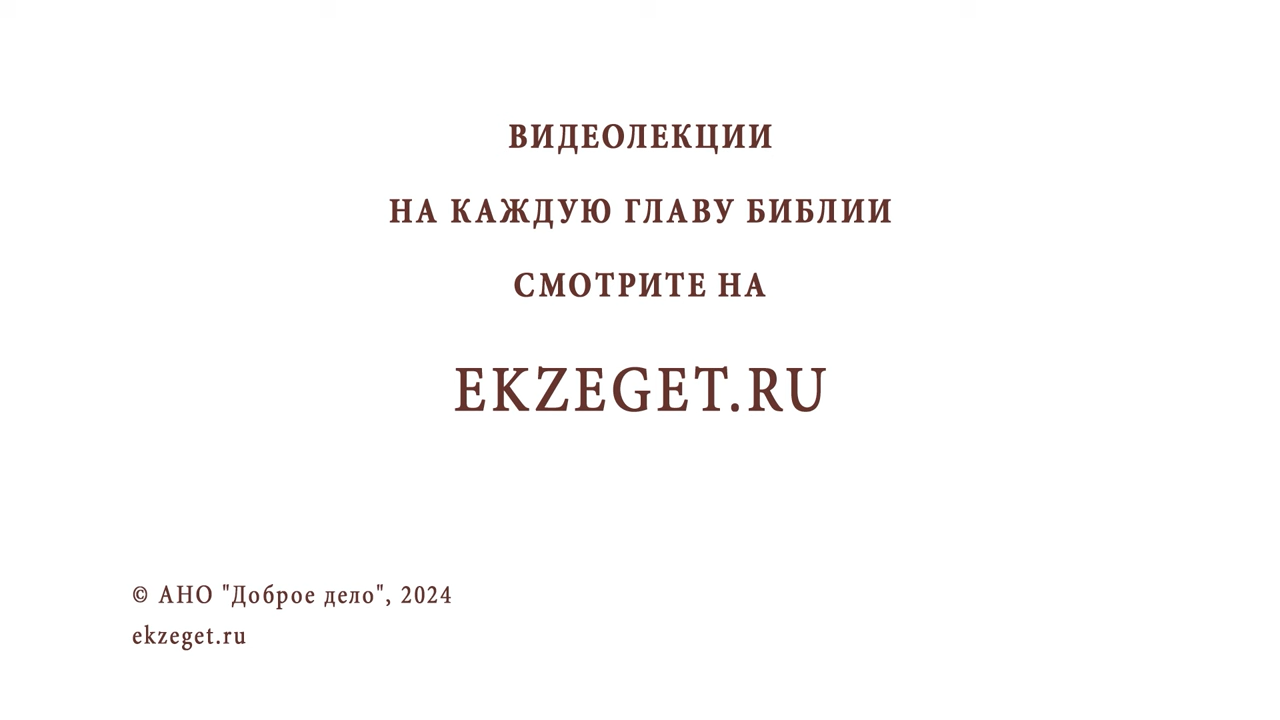 ВИДЕОЛЕКЦИИ
НА КАЖДУЮ ГЛАВУ БИБЛИИ
СМОТРИТЕ НА
EKZEGET.RU
© АНО "Доброе дело", 2024
ekzeget.ru